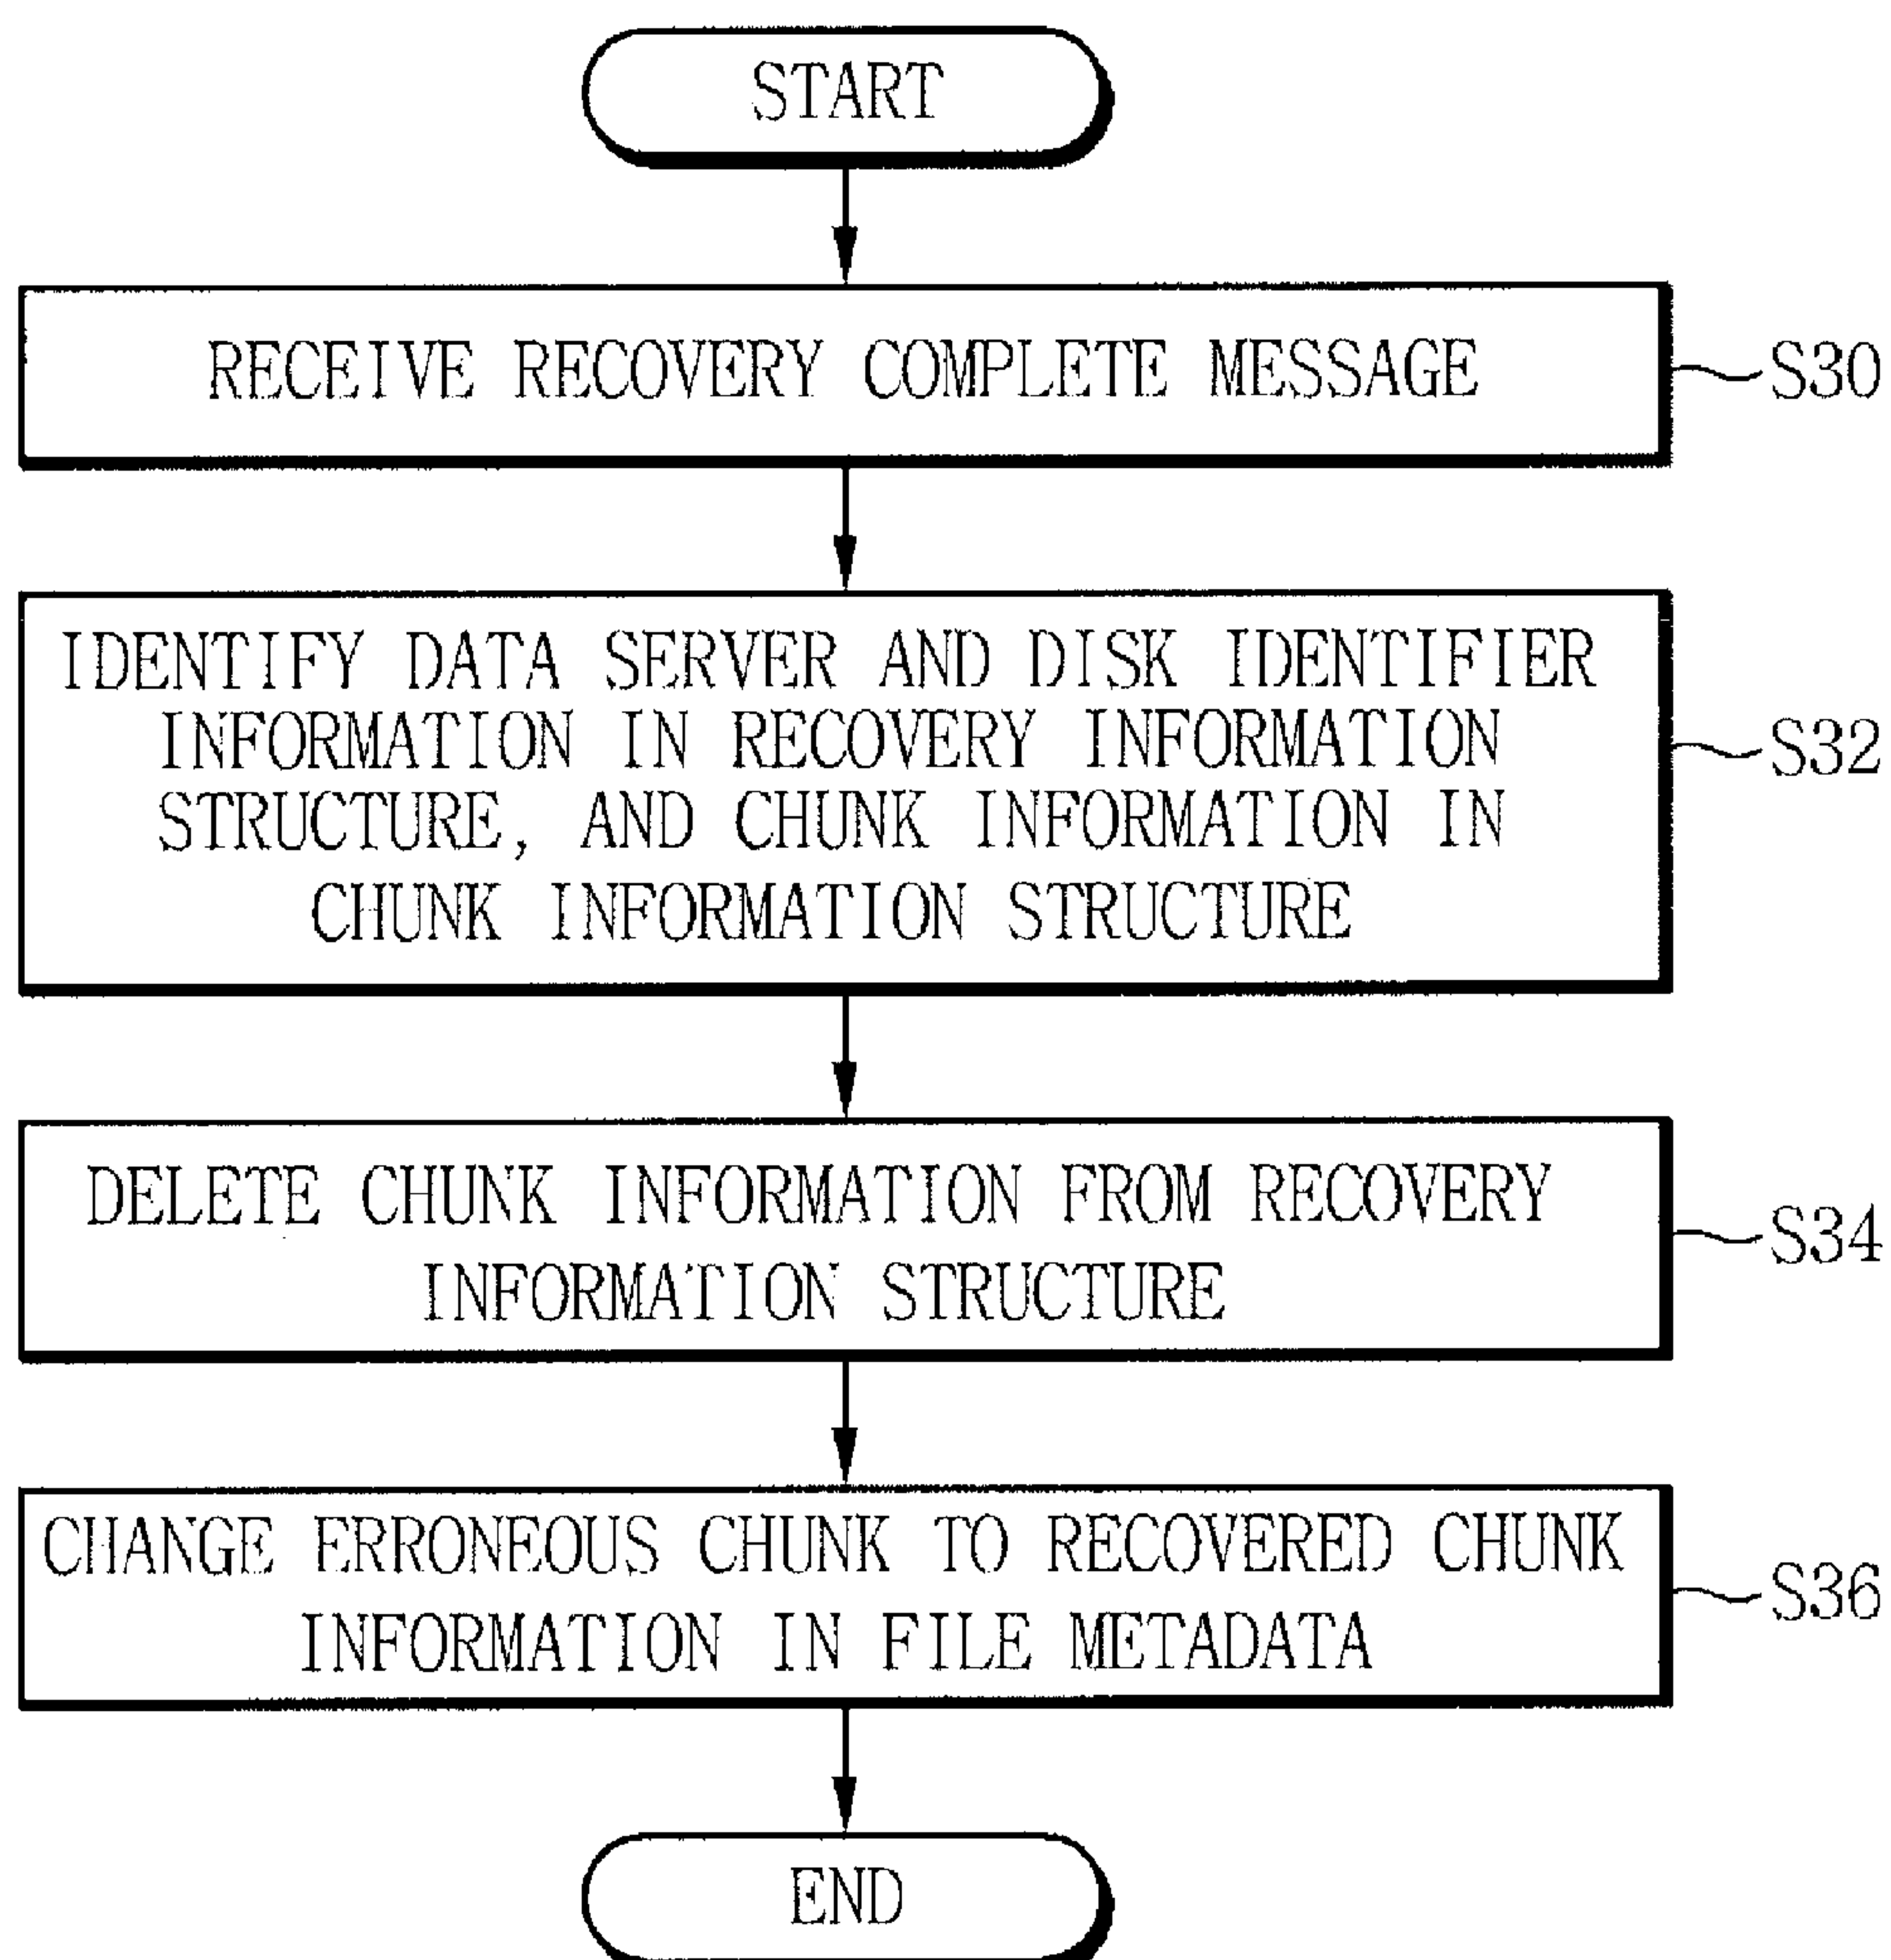 START
RECEIVE RECOVERY COMPLETE MESSAGE
S30
IDENTIFY DATA SERVER AND DISK IDENTIFIER
INFORMATION IN RECOVERY INFORMATION
STRUCTURE, AND CHUNK INFORMATION IN
CHUNK INFORMATION STRUCTURE
S32
DELETE CHUNK INFORMATION FROM RECOVERY
INFORMATION STRUCTURE
S34
CHANGE ERRONEOUS CHUNK TO RECOVERED CHUNK
INFORMATION IN FILE METADATA
S36
END